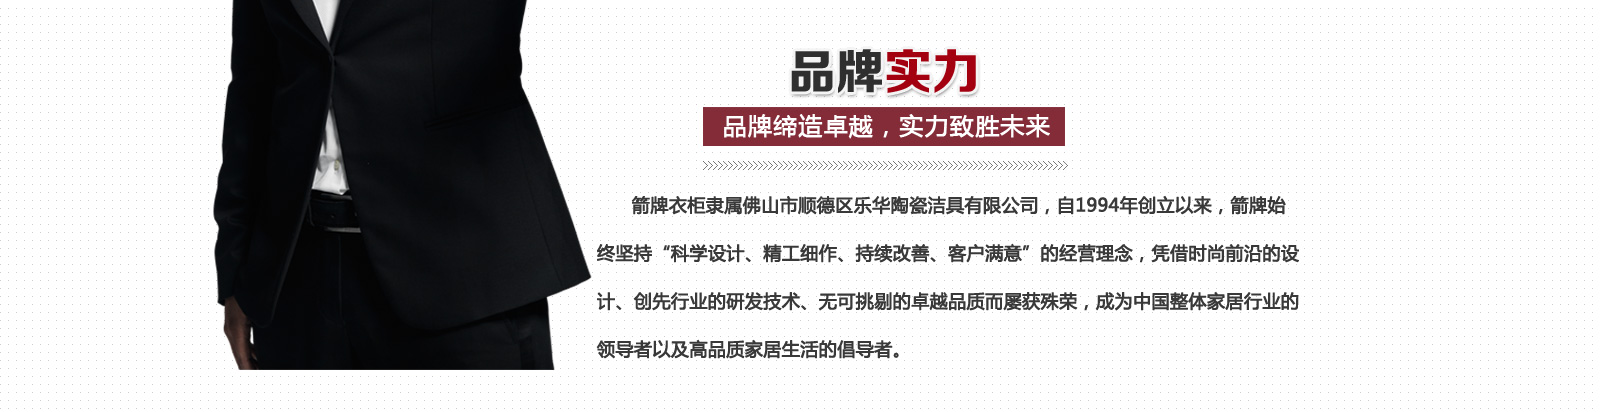 品牌实力
品牌缔造卓越，实力致胜未来
箭牌衣柜隶属佛山市顺德区乐华陶瓷洁具有限公司，自1994年创立以来，箭牌始
终坚持“科学设计、精工细作、持续改善、客户满意”的经营理念，凭借时尚前沿的设
计、创先行业的研发技术、无可挑剔的卓越品质而屡获殊荣，成为中国整体家居行业的
领导者以及高品质家居生活的倡导者。